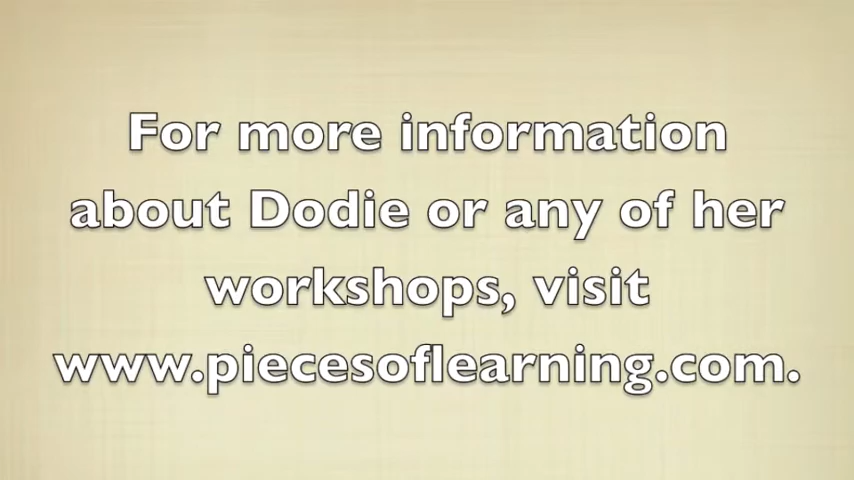 For more information
about Dodie or any of her
workshops, visit
www.piecesoflearning.com.